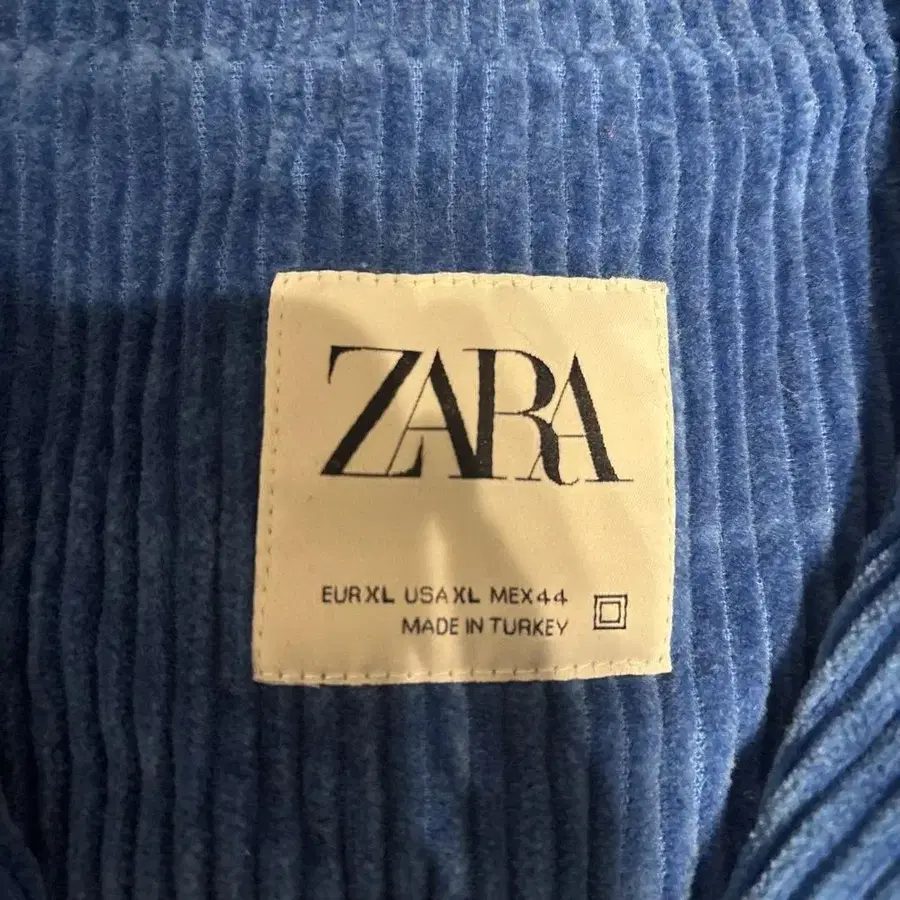 ZARA
EUR XL USA XL MEX 44
MADE IN TURKEY